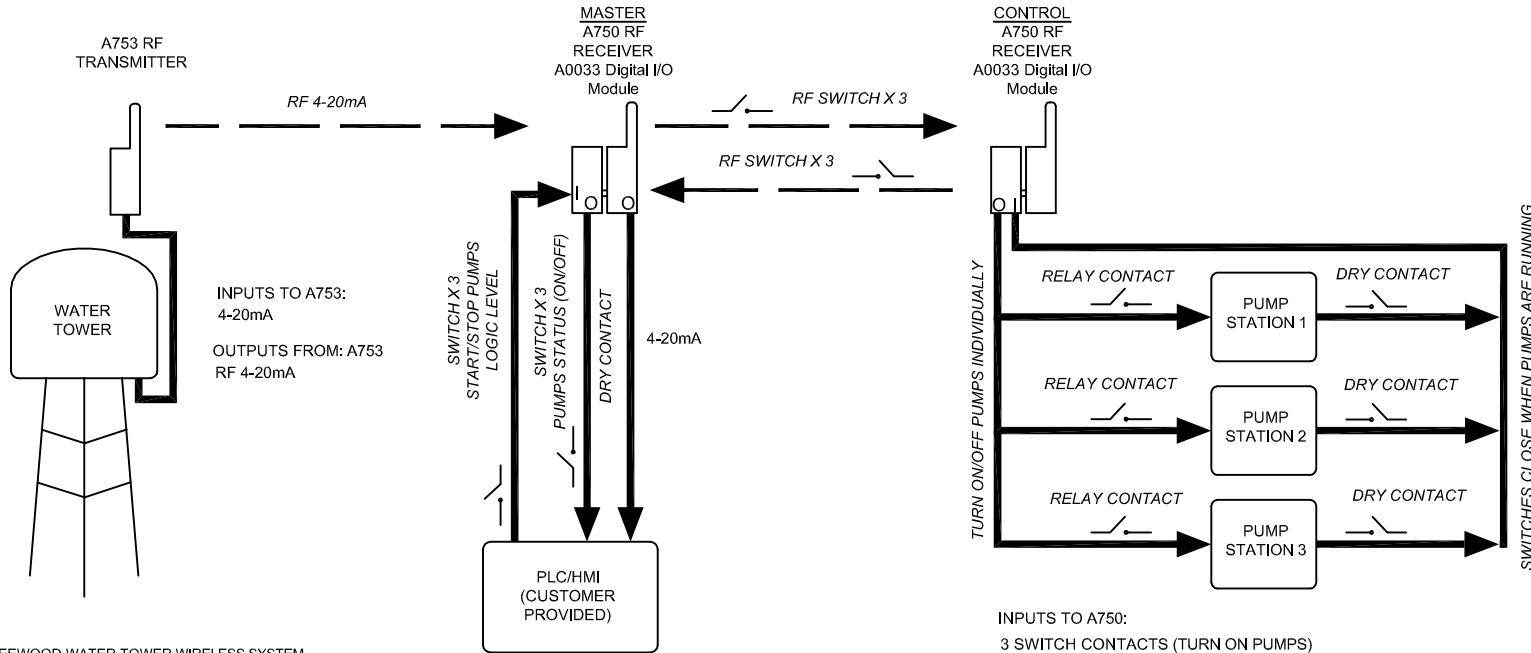 A753 RF
TRANSMITTER
RF 4-20mA
MASTER
A750 RF
RECEIVER
A0033 Digital I/O
Module
RF SWITCH X 3
RF SWITCH X 3
CONTROL
A750 RF
RECEIVER
A0033 Digital I/O
Module
I
O
O
O
I
WATER
TOWER
INPUTS TO A753:
4-20mA
OUTPUTS FROM: A753
RF 4-20mA
SWITCH X 3
START/STOP PUMPS
LOGIC LEVEL
SWITCH X 3
PUMPS STATUS (ON/OFF)
DRY CONTACT
4-20mA
PLC/HMI
(CUSTOMER
PROVIDED)
TURN ON/OFF PUMPS INDIVIDUALLY
RELAY CONTACT
PUMP
STATION 1
DRY CONTACT
RELAY CONTACT
PUMP
STATION 2
DRY CONTACT
RELAY CONTACT
PUMP
STATION 3
DRY CONTACT
SWITCHES CLOSE WHEN PUMPS ARE RUNNING
INPUTS TO A750:
3 SWITCH CONTACTS (TURN ON PUMPS)
WATER TOWER WIRELESS SYSTEM